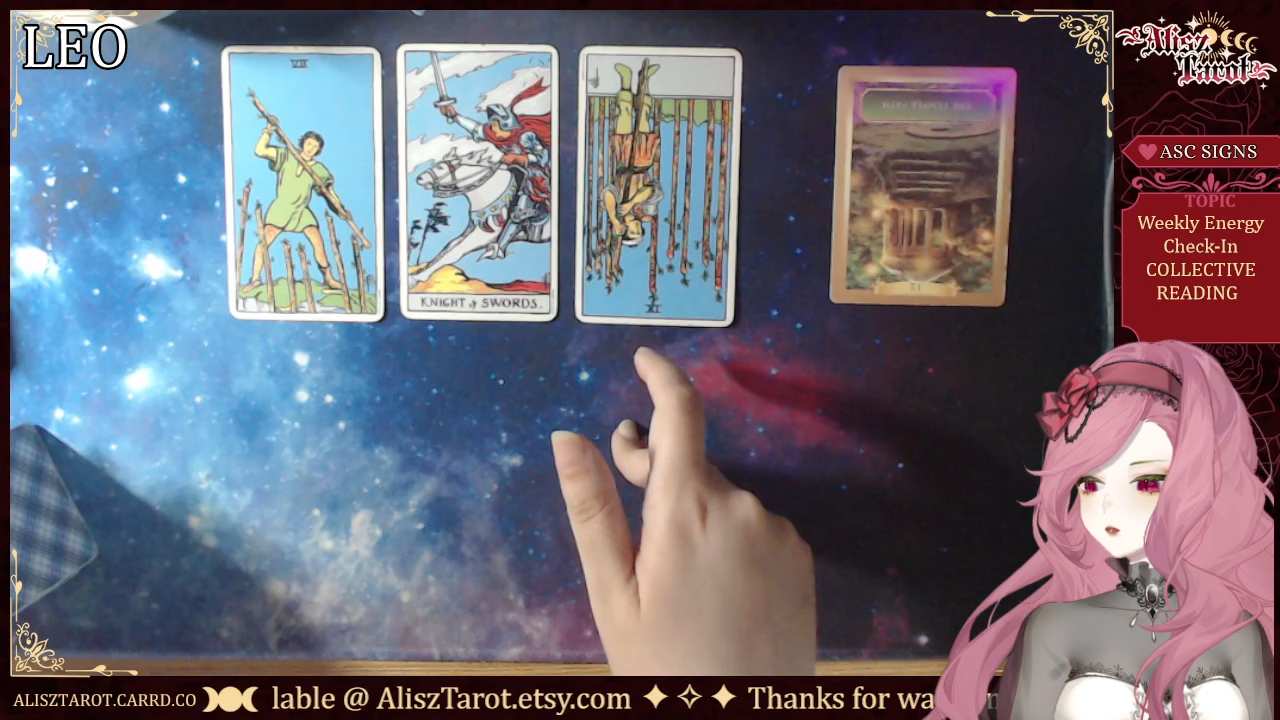 LEO
VII
KNIGHT of SWORDS.
IX
Alisz
Tarot
ASC SIGNS
TOPIC
Weekly Energy
Check-In
COLLECTIVE
READING
ALISZTAROT.CARRD.CO
lable @ AliszTarot.etsy.com ✦ ✧ ✦ Thanks for wa